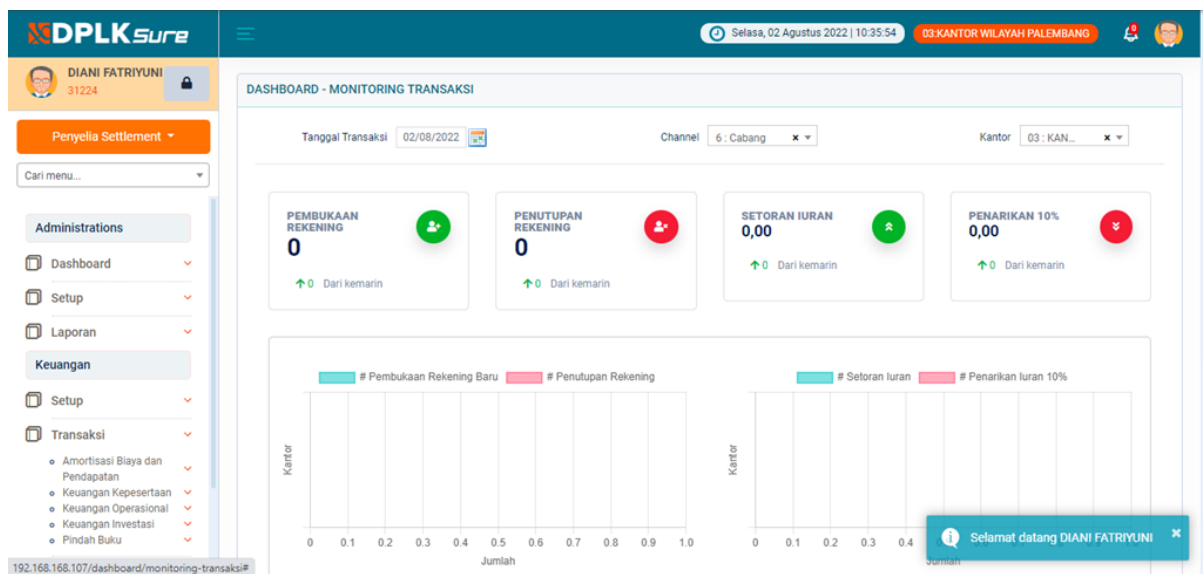 DPLKSure
Selasa, 02 Agustus 2022 | 10:35:54
03:KANTOR WILAYAH PALEMBANG
DIANI FATRIYUNI
31224
Penyelia Settlement
Cari menu...
Administrations
Dashboard
Setup
Laporan
Keuangan
Setup
Transaksi
Amortisasi Biaya dan
Pendapatan
Keuangan Kepesertaan
Keuangan Operasional
Keuangan Investasi
Pindah Buku
192.168.168.107/dashboard/monitoring-transaksi#
DASHBOARD - MONITORING TRANSAKSI
Tanggal Transaksi 02/08/2022
Channel 6 : Cabang
Kantor 03 : KAN...
PEMBUKAAN
REKENING
0
0 Dari kemarin
PENUTUPAN
REKENING
0
0 Dari kemarin
SETORAN IURAN
0,00
0 Dari kemarin
PENARIKAN 10%
0,00
0 Dari kemarin
# Pembukaan Rekening Baru # Penutupan Rekening
Kantor
0 0.1 0.2 0.3 0.4 0.5 0.6 0.7 0.8 0.9 1.0
Jumlah
# Setoran Iuran # Penarikan Iuran 10%
Kantor
0 0.1 0.2 0.3 0.4
Jumlah
Selamat datang DIANI FATRIYUNI